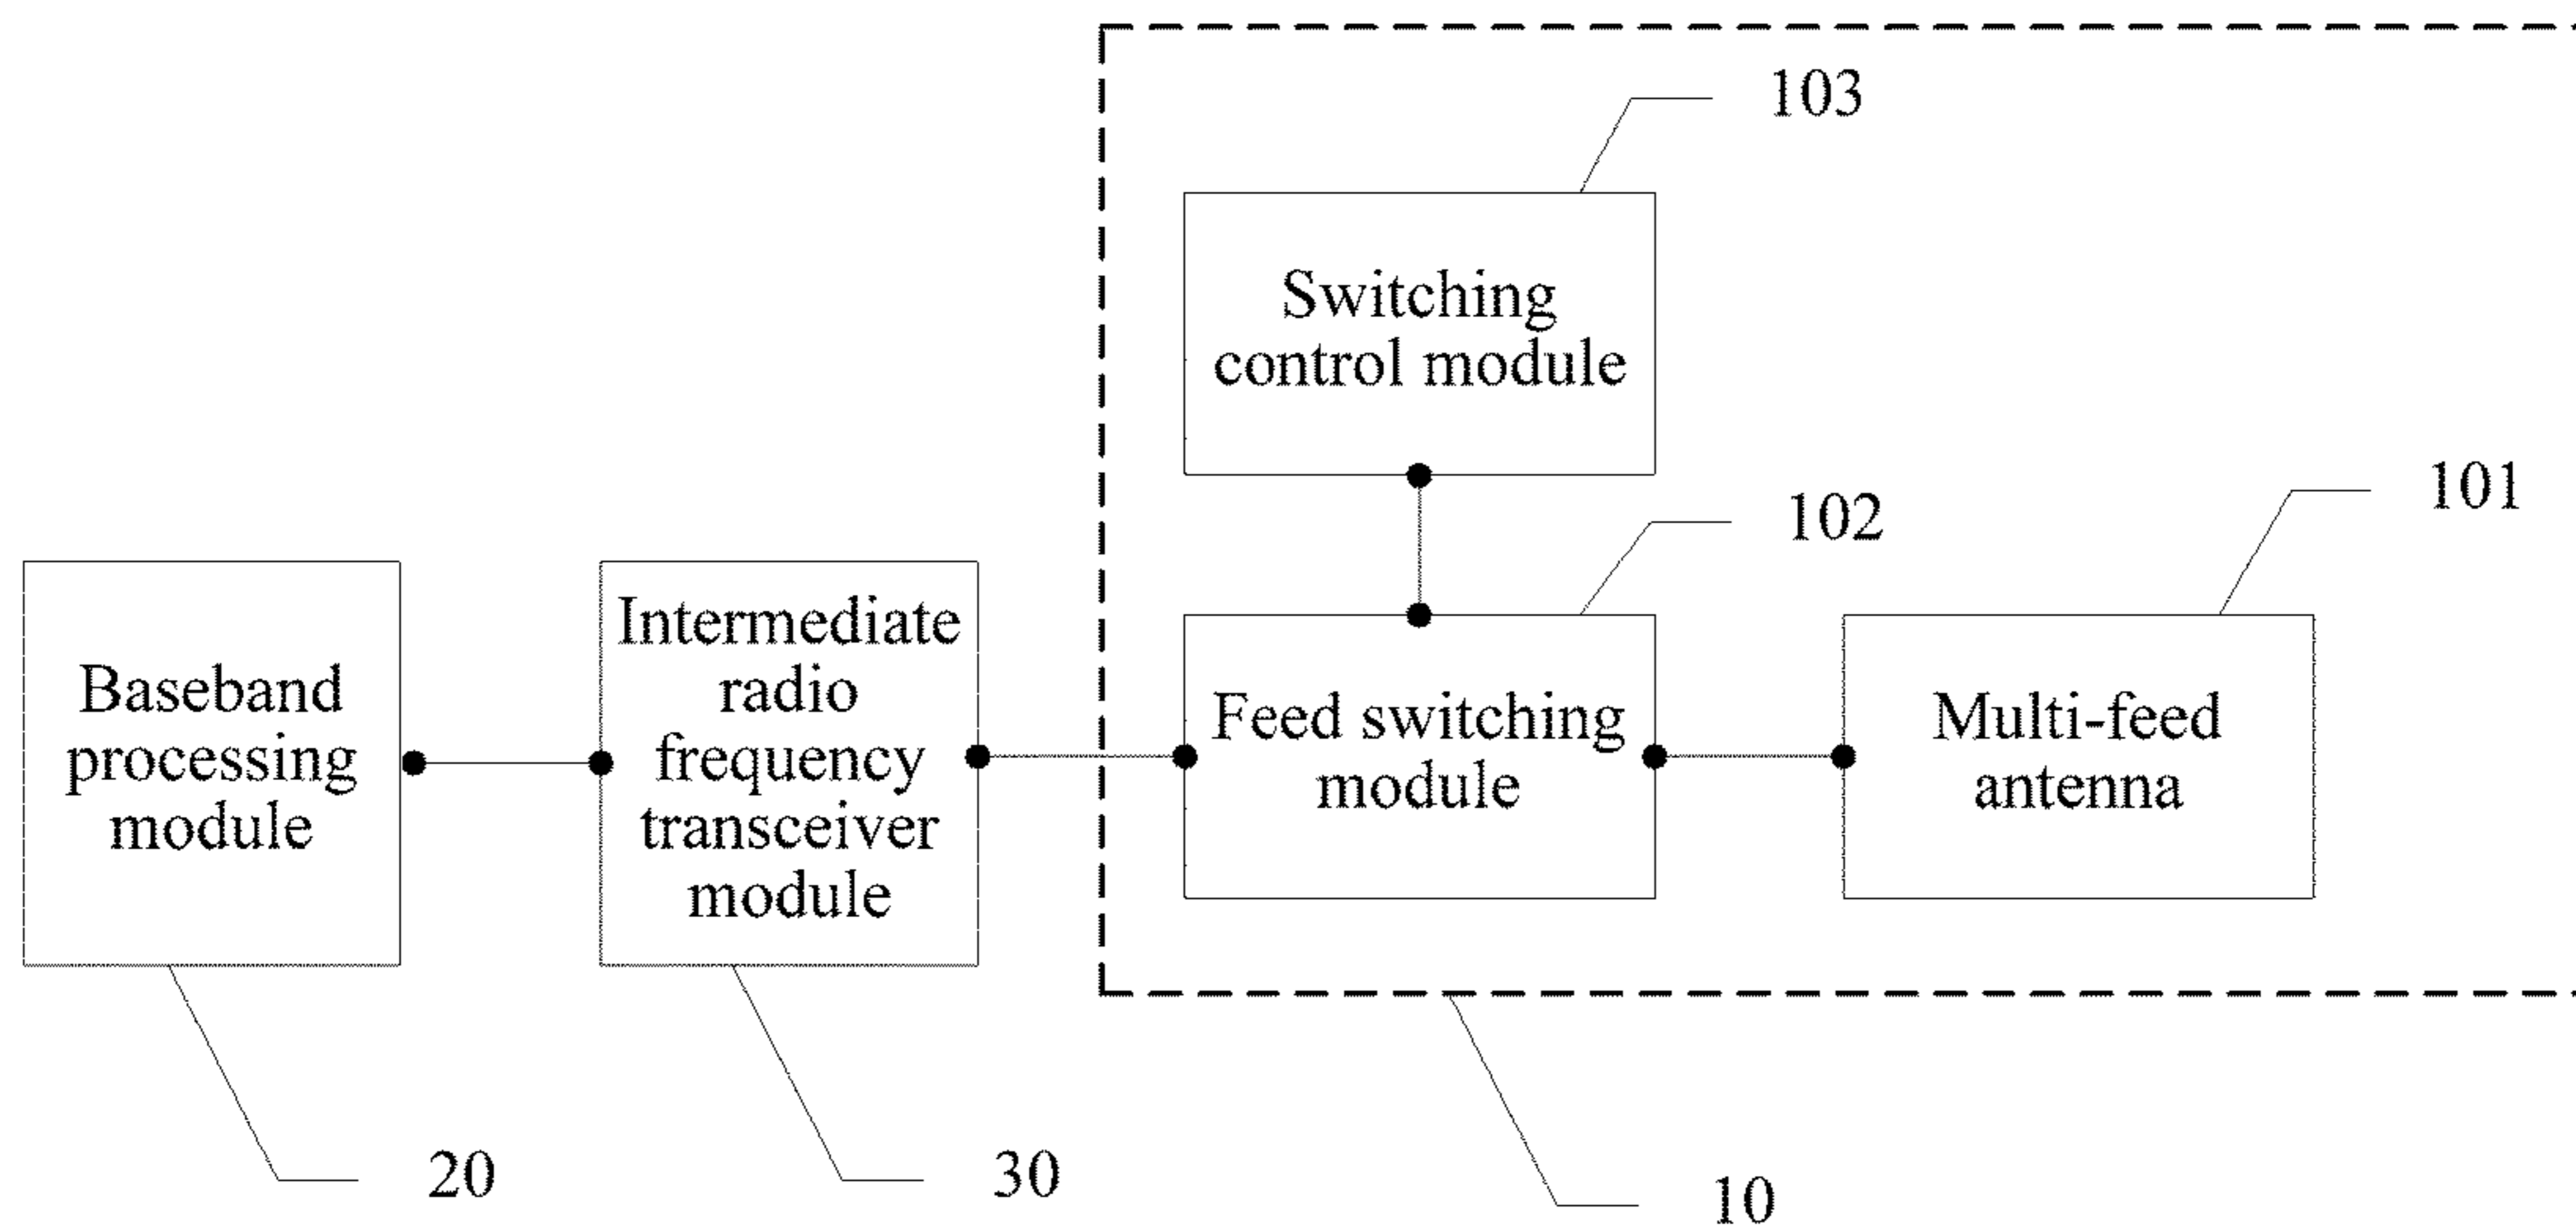 103
Switching
control module
101
102
Baseband
processing
module
Intermediate
radio
frequency
transceiver
module
Feed switching
module
Multi-feed
antenna
20
30
10